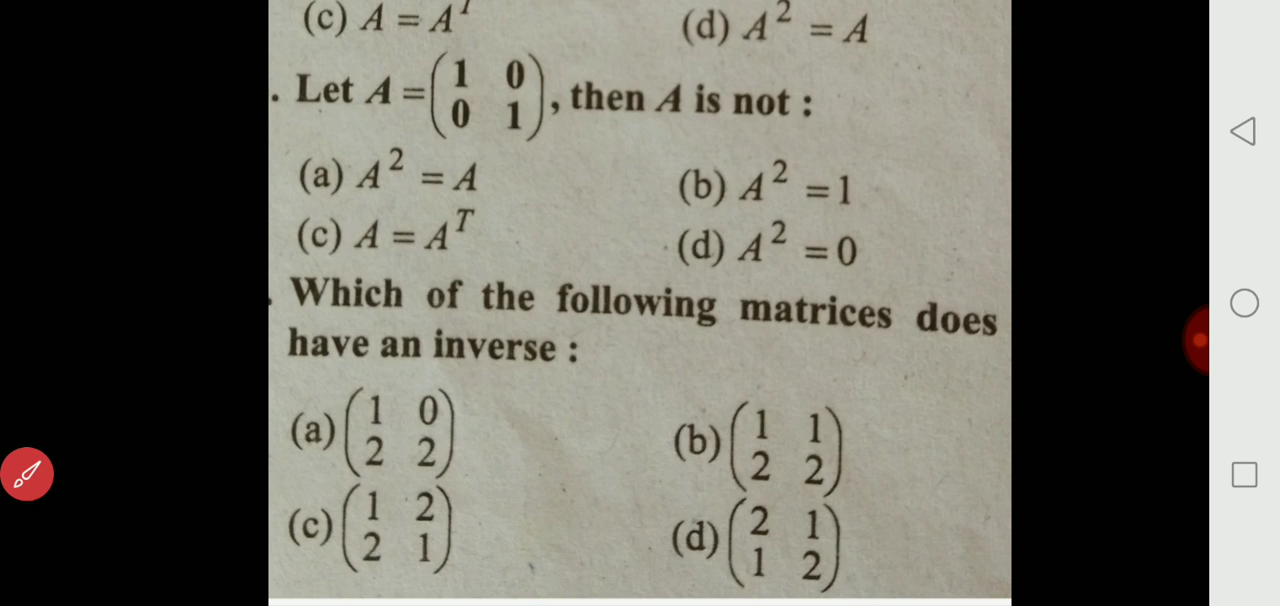 (c) A = A^T (d) A² = A
. Let A = (1 0
0 1), then A is not :
(a) A² = A (b) A² = 1
(c) A = A^T (d) A² = 0
. Which of the following matrices does
have an inverse :
(a) (1 0 (b) (1 1
2 2) 2 2)
(c) (1 2 (d) (2 1
2 1) 1 2)